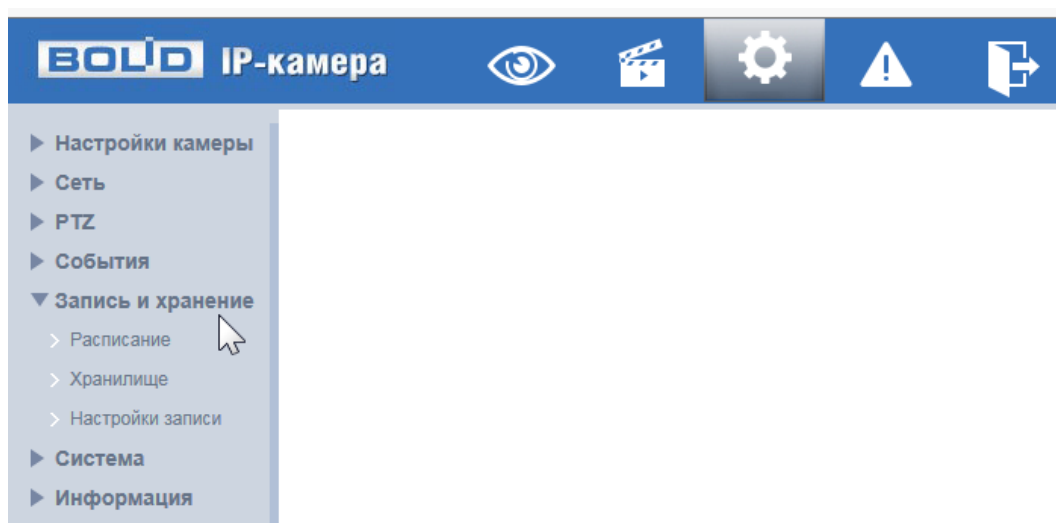 BOLID IP-камера
Настройки камеры
Сеть
PTZ
События
Запись и хранение
Расписание
Хранилище
Настройки записи
Система
Информация